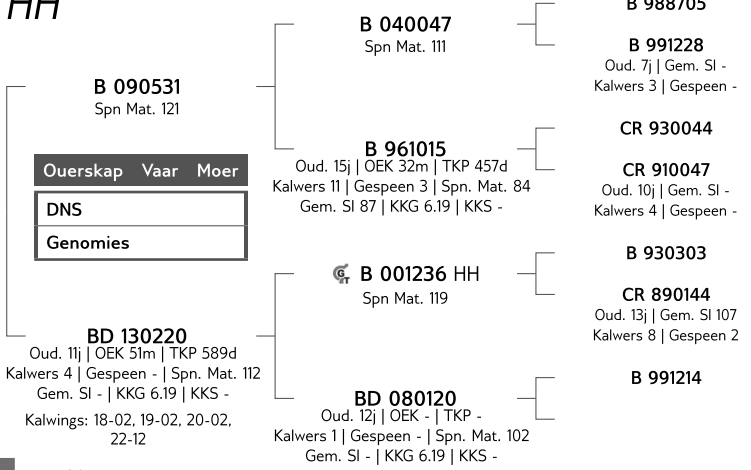 HH
B 090531
Spn Mat. 121
Ouerskap Vaar Moer
DNS
Genomies
BD 130220
Oud. 11j | OEK 51m | TKP 589d
Kalwers 4 | Gespeen - | Spn. Mat. 112
Gem. SI - | KKG 6.19 | KKS -
Kalwings: 18-02, 19-02, 20-02,
22-12
B 040047
Spn Mat. 111
B 961015
Oud. 15j | OEK 32m | TKP 457d
Kalwers 11 | Gespeen 3 | Spn. Mat. 84
Gem. SI 87 | KKG 6.19 | KKS -
GT B 001236 HH
Spn Mat. 119
BD 080120
Oud. 12j | OEK - | TKP -
Kalwers 1 | Gespeen - | Spn. Mat. 102
Gem. SI - | KKG 6.19 | KKS -
B 988705
B 991228
Oud. 7j | Gem. SI -
Kalwers 3 | Gespeen -
CR 930044
CR 910047
Oud. 10j | Gem. SI -
Kalwers 4 | Gespeen -
B 930303
CR 890144
Oud. 13j | Gem. SI 107
Kalwers 8 | Gespeen 2
B 991214